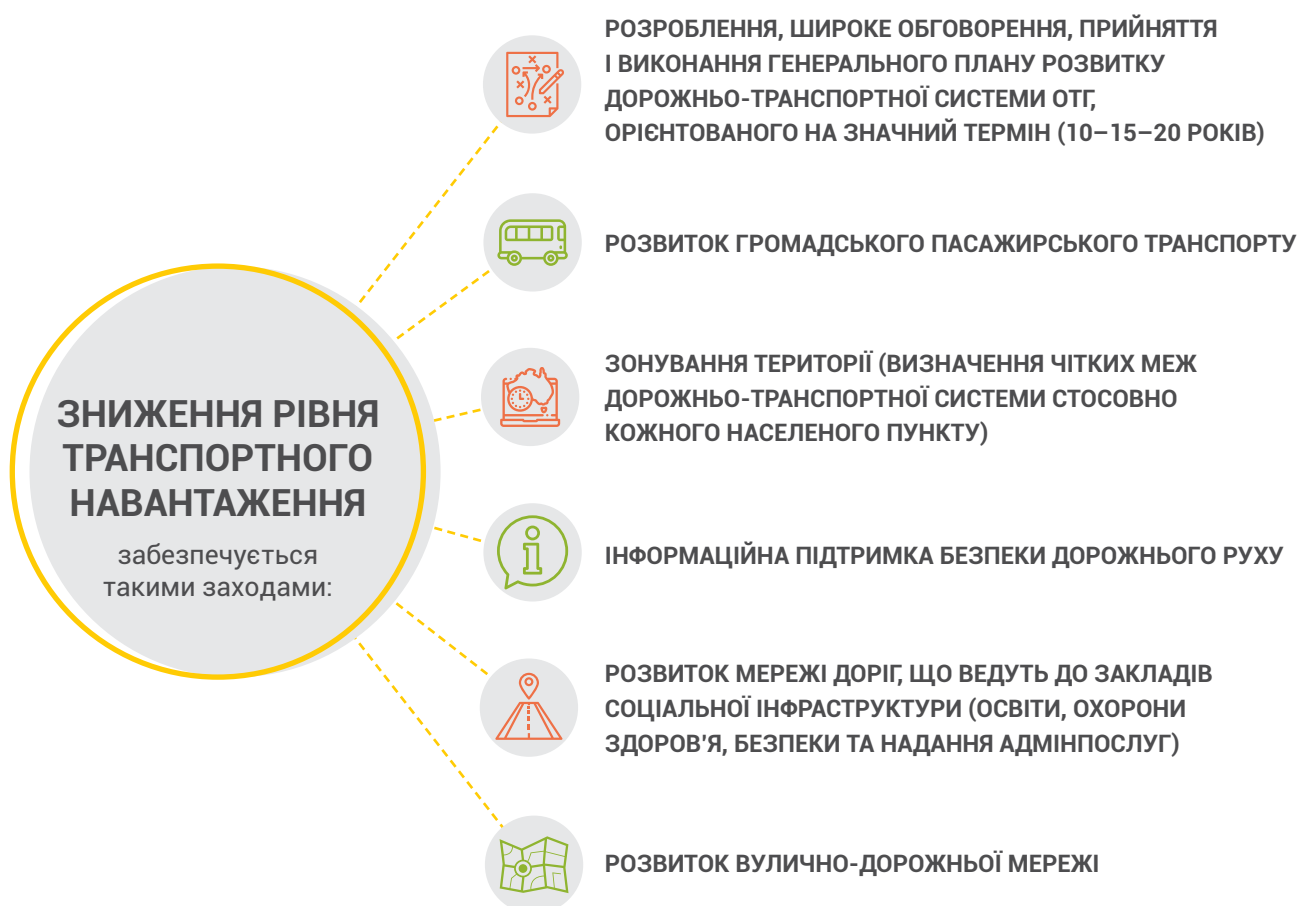 РОЗРОБЛЕННЯ, ШИРОКЕ ОБГОВОРЕННЯ, ПРИЙНЯТТЯ
І ВИКОНАННЯ ГЕНЕРАЛЬНОГО ПЛАНУ РОЗВИТКУ
ДОРОЖНЬО-ТРАНСПОРТНОЇ СИСТЕМИ ОТГ,
ОРІЄНТОВАНОГО НА ЗНАЧНИЙ ТЕРМІН (10–15–20 РОКІВ)
РОЗВИТОК ГРОМАДСЬКОГО ПАСАЖИРСЬКОГО ТРАНСПОРТУ
ЗОНУВАННЯ ТЕРИТОРІЇ (ВИЗНАЧЕННЯ ЧІТКИХ МЕЖ
ДОРОЖНЬО-ТРАНСПОРТНОЇ СИСТЕМИ СТОСОВНО
КОЖНОГО НАСЕЛЕНОГО ПУНКТУ)
ЗНИЖЕННЯ РІВНЯ
ТРАНСПОРТНОГО
НАВАНТАЖЕННЯ
забезпечується
такими заходами:
ІНФОРМАЦІЙНА ПІДТРИМКА БЕЗПЕКИ ДОРОЖНЬОГО РУХУ
РОЗВИТОК МЕРЕЖІ ДОРІГ, ЩО ВЕДУТЬ ДО ЗАКЛАДІВ
СОЦІАЛЬНОЇ ІНФРАСТРУКТУРИ (ОСВІТИ, ОХОРОНИ
ЗДОРОВ'Я, БЕЗПЕКИ ТА НАДАННЯ АДМІНПОСЛУГ)
РОЗВИТОК ВУЛИЧНО-ДОРОЖНЬОЇ МЕРЕЖІ